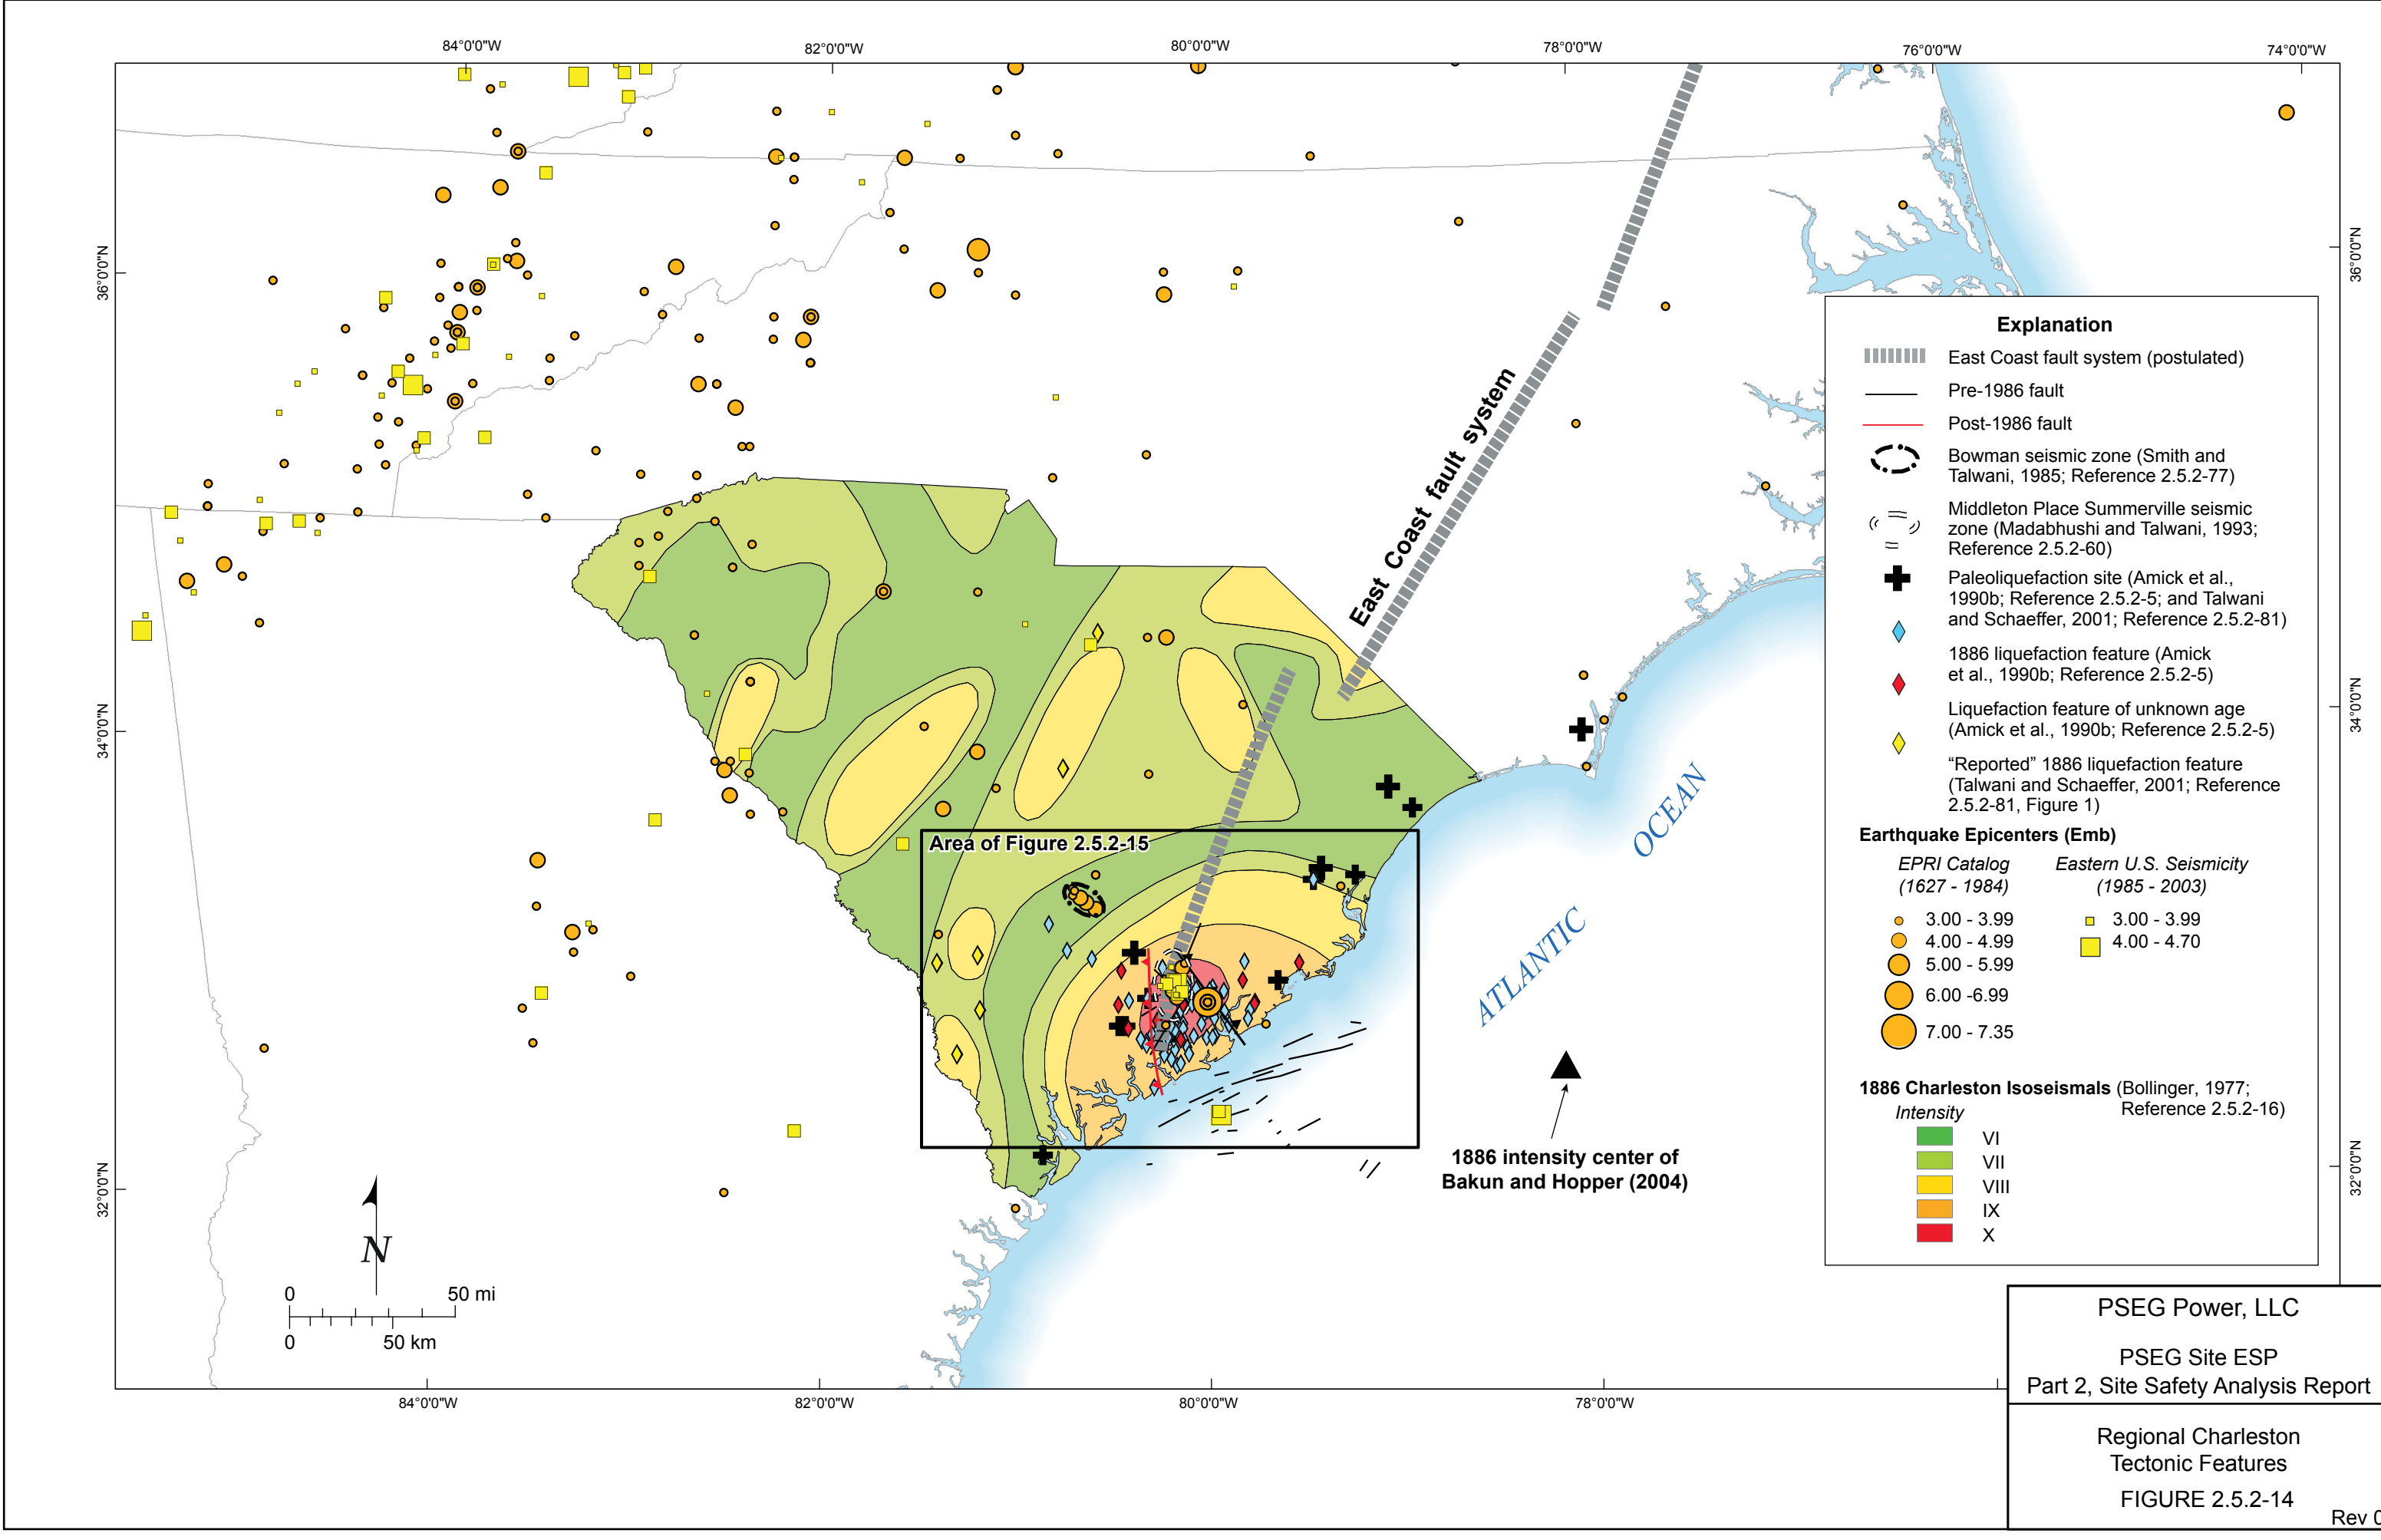 84°0'0"W
82°0'0"W
80°0'0"W
78°0'0"W
76°0'0"W
74°0'0"W
36°0'0"N
36°0'0"N
34°0'0"N
34°0'0"N
32°0'0"N
32°0'0"N
East Coast fault system
Area of Figure 2.5.2-15
ATLANTIC
OCEAN
1886 intensity center of
Bakun and Hopper (2004)
N
0 50 mi
0 50 km
84°0'0"W
82°0'0"W
80°0'0"W
78°0'0"W
Explanation
East Coast fault system (postulated)
Pre-1986 fault
Post-1986 fault
Bowman seismic zone (Smith and
Talwani, 1985; Reference 2.5.2-77)
Middleton Place Summerville seismic
zone (Madabhushi and Talwani, 1993;
Reference 2.5.2-60)
Paleoliquefaction site (Amick et al.,
1990b; Reference 2.5.2-5; and Talwani
and Schaeffer, 2001; Reference 2.5.2-81)
1886 liquefaction feature (Amick
et al., 1990b; Reference 2.5.2-5)
Liquefaction feature of unknown age
(Amick et al., 1990b; Reference 2.5.2-5)
“Reported” 1886 liquefaction feature
(Talwani and Schaeffer, 2001; Reference
2.5.2-81, Figure 1)
Earthquake Epicenters (Emb)
EPRI Catalog Eastern U.S. Seismicity
(1627 - 1984) (1985 - 2003)
3.00 - 3.99 3.00 - 3.99
4.00 - 4.99 4.00 - 4.70
5.00 - 5.99
6.00 -6.99
7.00 - 7.35
1886 Charleston Isoseismals (Bollinger, 1977;
Intensity Reference 2.5.2-16)
VI
VII
VIII
IX
X
PSEG Power, LLC
PSEG Site ESP
Part 2, Site Safety Analysis Report
Regional Charleston
Tectonic Features
FIGURE 2.5.2-14
Rev 0